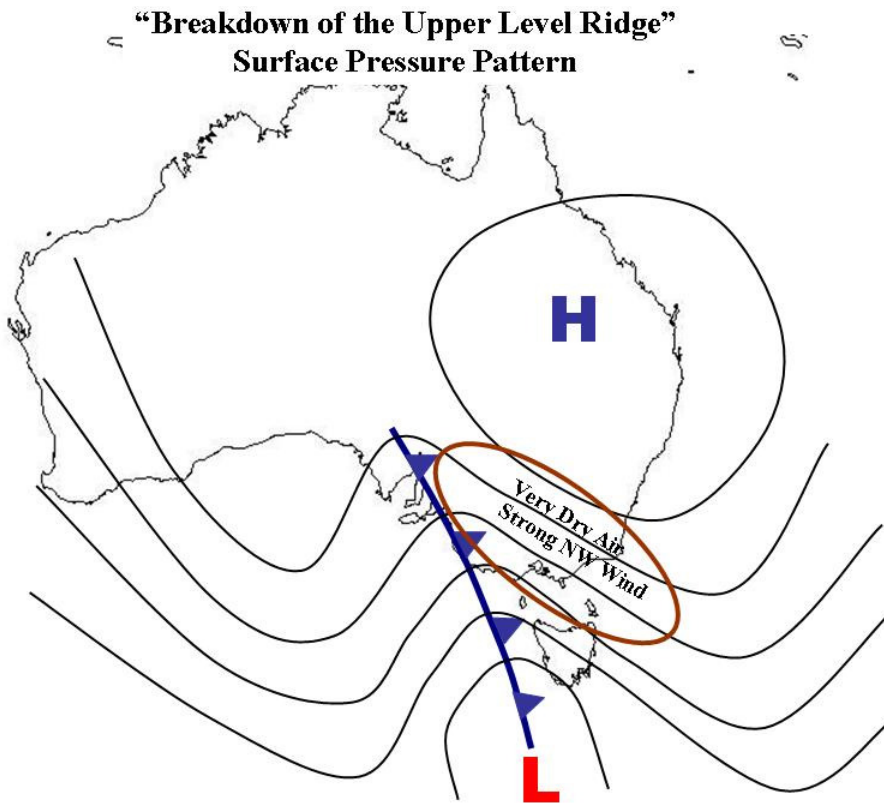 “Breakdown of the Upper Level Ridge”
Surface Pressure Pattern
H
Very Dry Air
Strong NW Wind
L